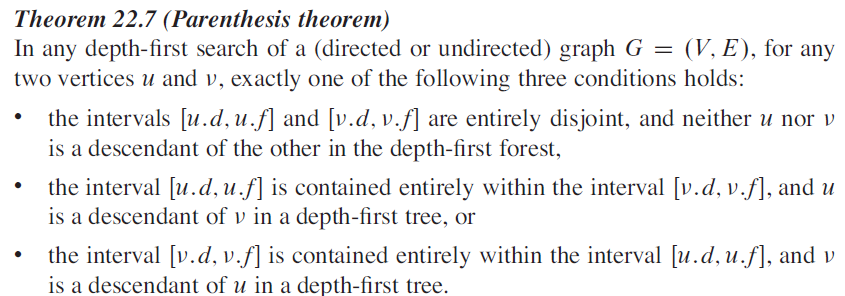 Theorem 22.7 (Parenthesis theorem)
In any depth-first search of a (directed or undirected) graph G = (V, E), for any
two vertices u and v, exactly one of the following three conditions holds:
• the intervals [u.d, u.f] and [v.d, v.f] are entirely disjoint, and neither u nor v
is a descendant of the other in the depth-first forest,
• the interval [u.d, u.f] is contained entirely within the interval [v.d, v.f], and u
is a descendant of v in a depth-first tree, or
• the interval [v.d, v.f] is contained entirely within the interval [u.d, u.f], and v
is a descendant of u in a depth-first tree.